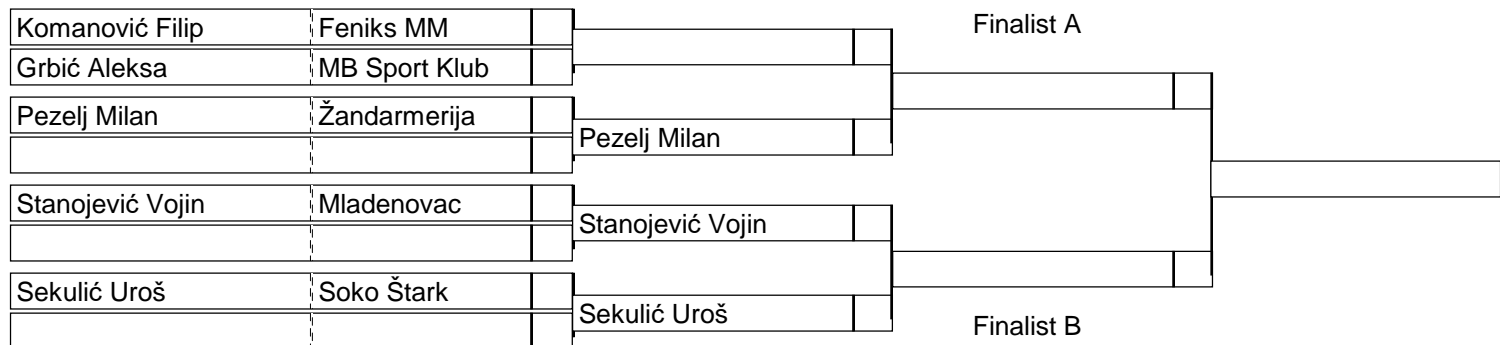 Komanović Filip Feniks MM Finalist A
Grbić Aleksa MB Sport Klub
Pezelj Milan Žandarmerija
Pezelj Milan
Stanojević Vojin Mladenovac
Stanojević Vojin
Sekulić Uroš Soko Štark
Sekulić Uroš
Finalist B